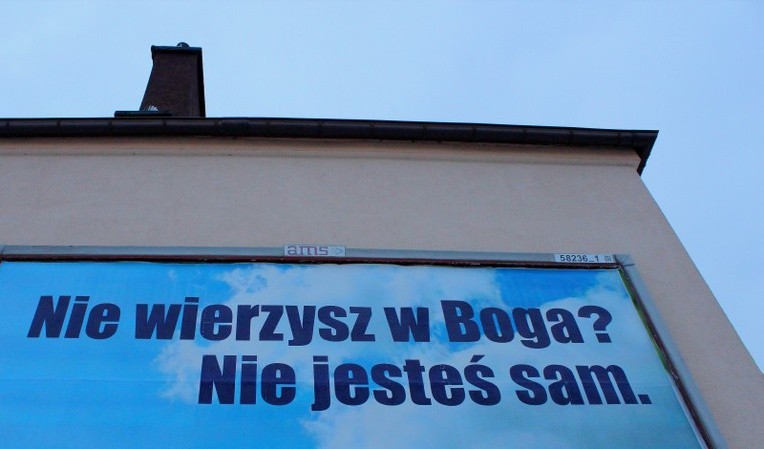 ams
58236_1
Nie wierzysz w Boga?
Nie jesteś sam.